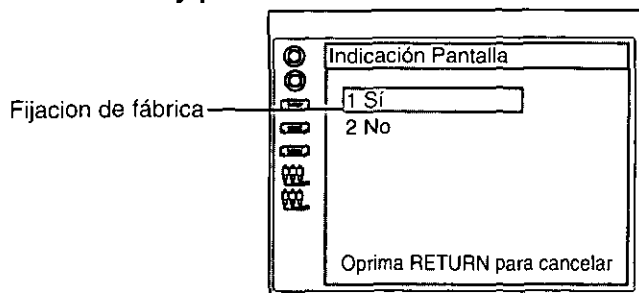 Indicación Pantalla
Fijacion de fábrica
1 Sí
2 No
Oprima RETURN para cancelar